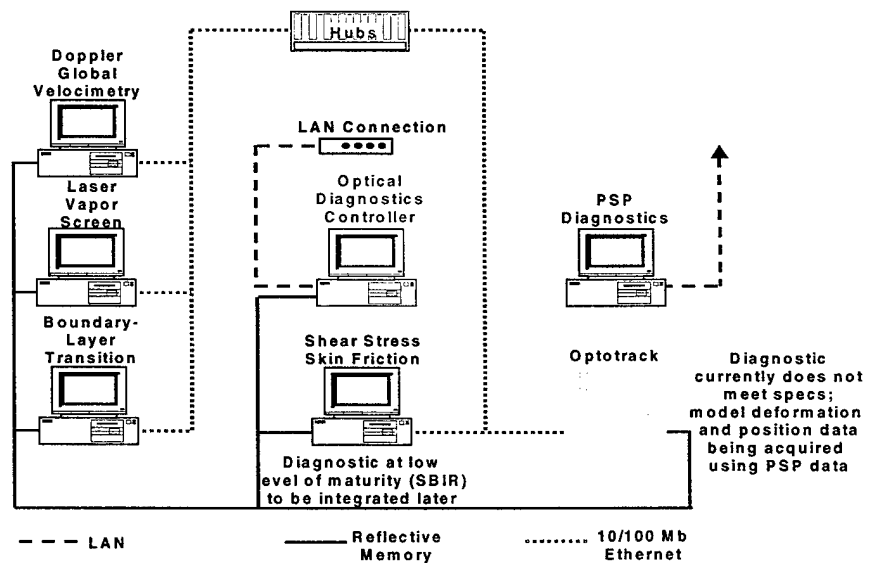 Hubs
Doppler
Global
Velocimetry
LAN Connection
Laser
Vapor
Screen
Optical
Diagnostics
Controller
PSP
Diagnostics
Boundary-
Layer
Transition
Shear Stress
Skin Friction
Optotrack
Diagnostic
currently does not
meet specs;
model deformation
and position data
being acquired
using PSP data
Diagnostic at low
evel of maturity (SBIR)
to be integrated later
LAN
Reflective
Memory
10/100 Mb
Ethernet